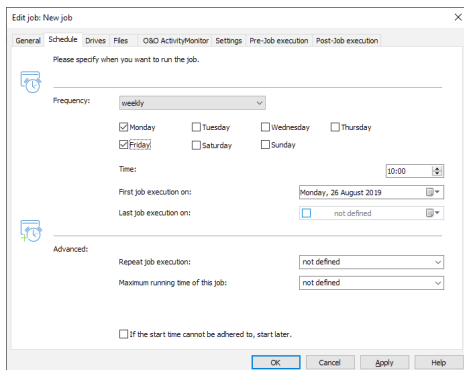 Edit job: New job
General Schedule Drives Files O&O ActivityMonitor Settings Pre-Job execution Post-Job execution
Please specify when you want to run the job.
Frequency: weekly
Monday Tuesday Wednesday Thursday
Friday Saturday Sunday
Time: 10:00
First job execution on: Monday, 26 August 2019
Last job execution on: not defined
Advanced:
Repeat job execution: not defined
Maximum running time of this job: not defined
If the start time cannot be adhered to, start later.
OK Cancel Apply Help